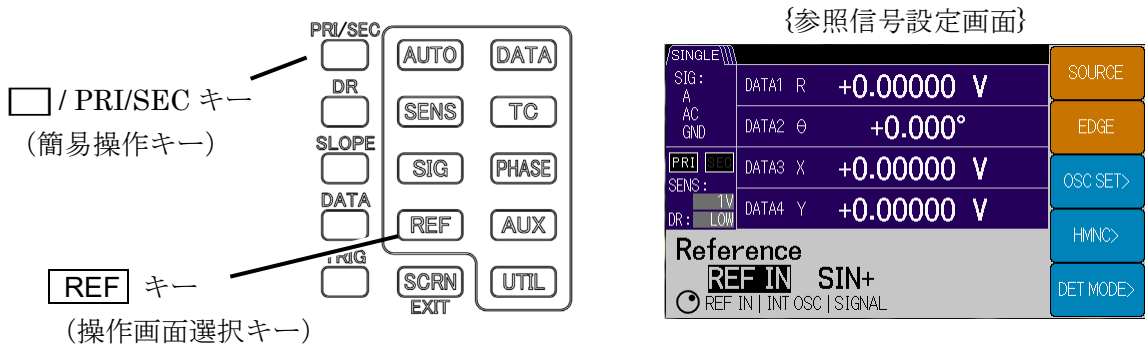 PRI/SEC
AUTO DATA
DR
□ / PRI/SEC キー
（簡易操作キー）
SENS TC
SLOPE
SIG PHASE
DATA
REF AUX
TRIG
REF キー
（操作画面選択キー）
SCRN UTIL
EXIT
{参照信号設定画面}
SINGLE
SIG:
A
AC
GND
PRI SEC
SENS:
1V
DR: LOW
DATA1 R +0.00000 V
DATA2 θ +0.000°
DATA3 X +0.00000 V
DATA4 Y +0.00000 V
Reference
REF IN SIN+
REF IN | INT OSC | SIGNAL
SOURCE
EDGE
OSC SET>
HMNC>
DET MODE>